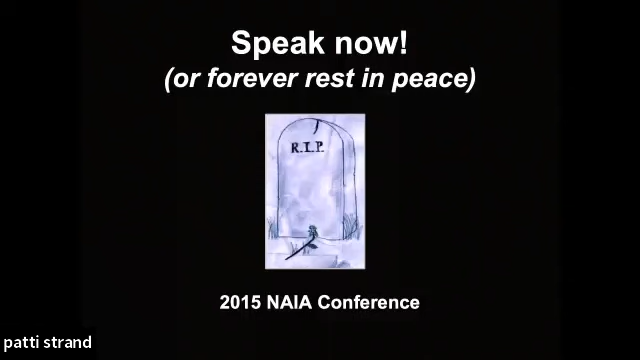 Speak now!
(or forever rest in peace)
R.I.P.
2015 NAIA Conference
patti strand